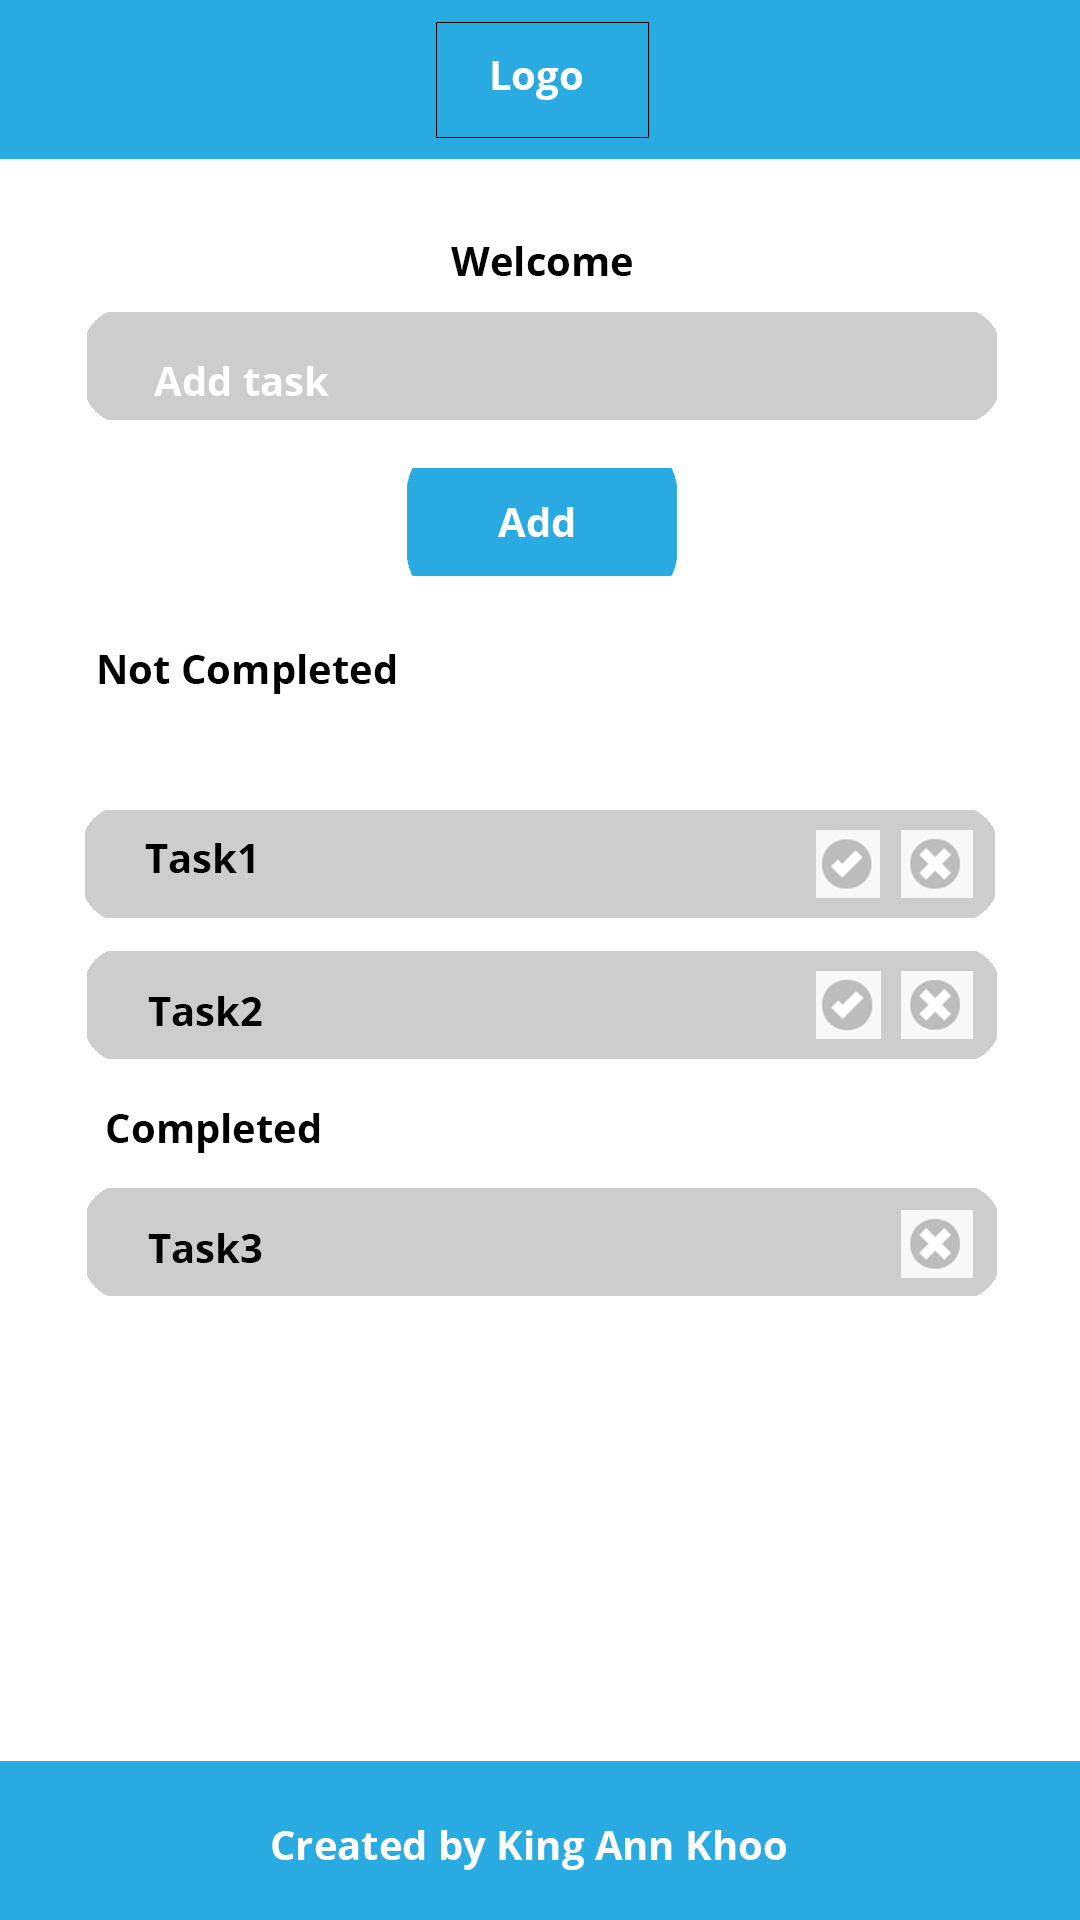 Logo
Welcome
Add task
Add
Not Completed
Task1
Task2
Completed
Task3
Created by King Ann Khoo